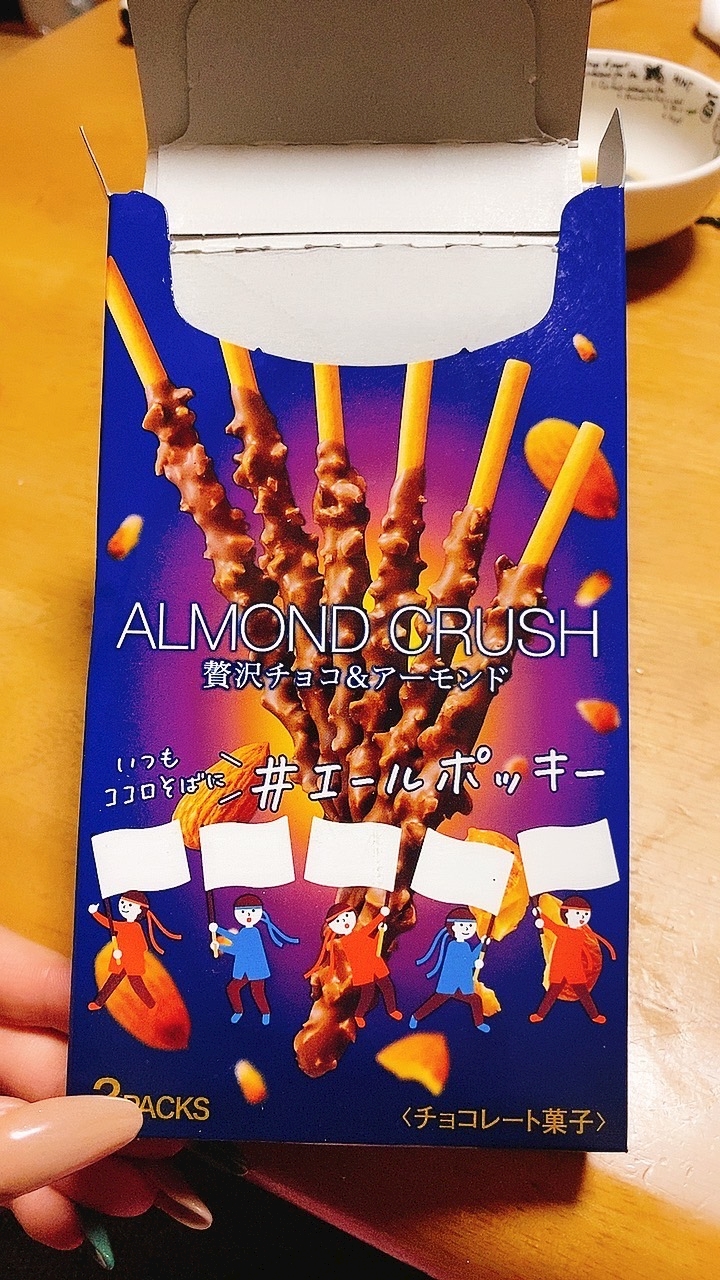 ALMOND CRUSH
贅沢チョコ&アーモンド
いつも
ココロそばに
#エールポッキー
PACKS
〈チョコレート菓子〉